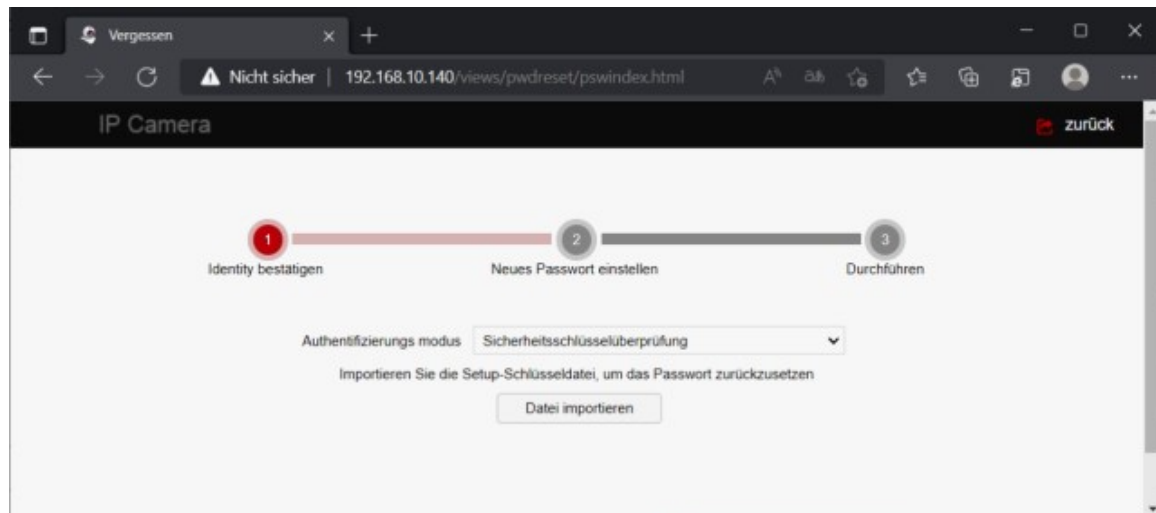 Vergessen
Nicht sicher | 192.168.10.140/views/pwdreset/pswindex.html
IP Camera
zurück
1 2 3
Identity bestätigen Neues Passwort einstellen Durchführen
Authentifizierungs modus Sicherheitsschlüsselüberprüfung
Importieren Sie die Setup-Schlüsseldatei, um das Passwort zurückzusetzen
Datei importieren